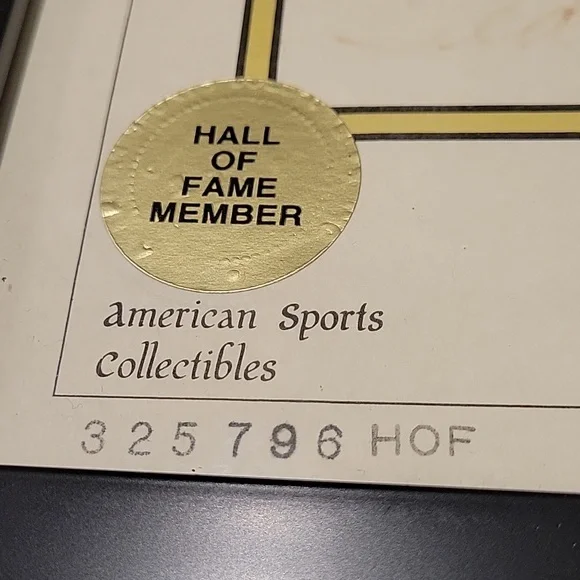 HALL
OF
FAME
MEMBER
American Sports
Collectibles
325796 HOF